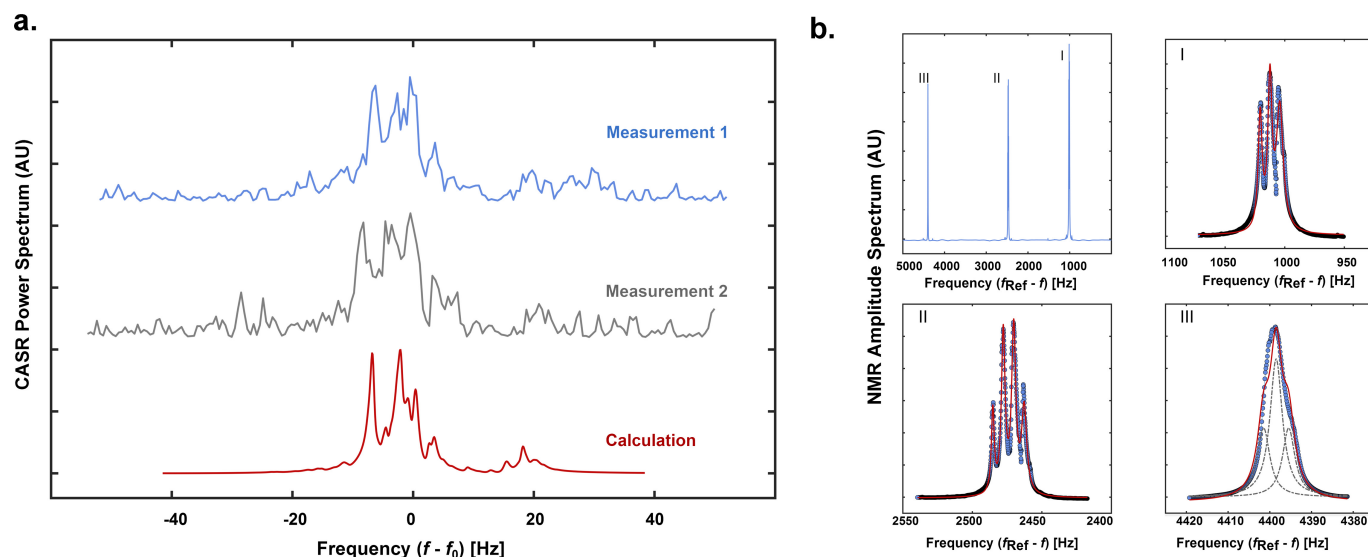 a.
CASR Power Spectrum (AU)
Measurement 1
Measurement 2
Calculation
-40 -20 0 20 40
Frequency (f - f0) [Hz]
b.
NMR Amplitude Spectrum (AU)
III II I
5000 4000 3000 2000 1000
Frequency (fRef - f) [Hz]
I
1100 1050 1000 950
Frequency (fRef - f) [Hz]
II
2550 2500 2450 2400
Frequency (fRef - f) [Hz]
III
4420 4410 4400 4390 4380
Frequency (fRef - f) [Hz]